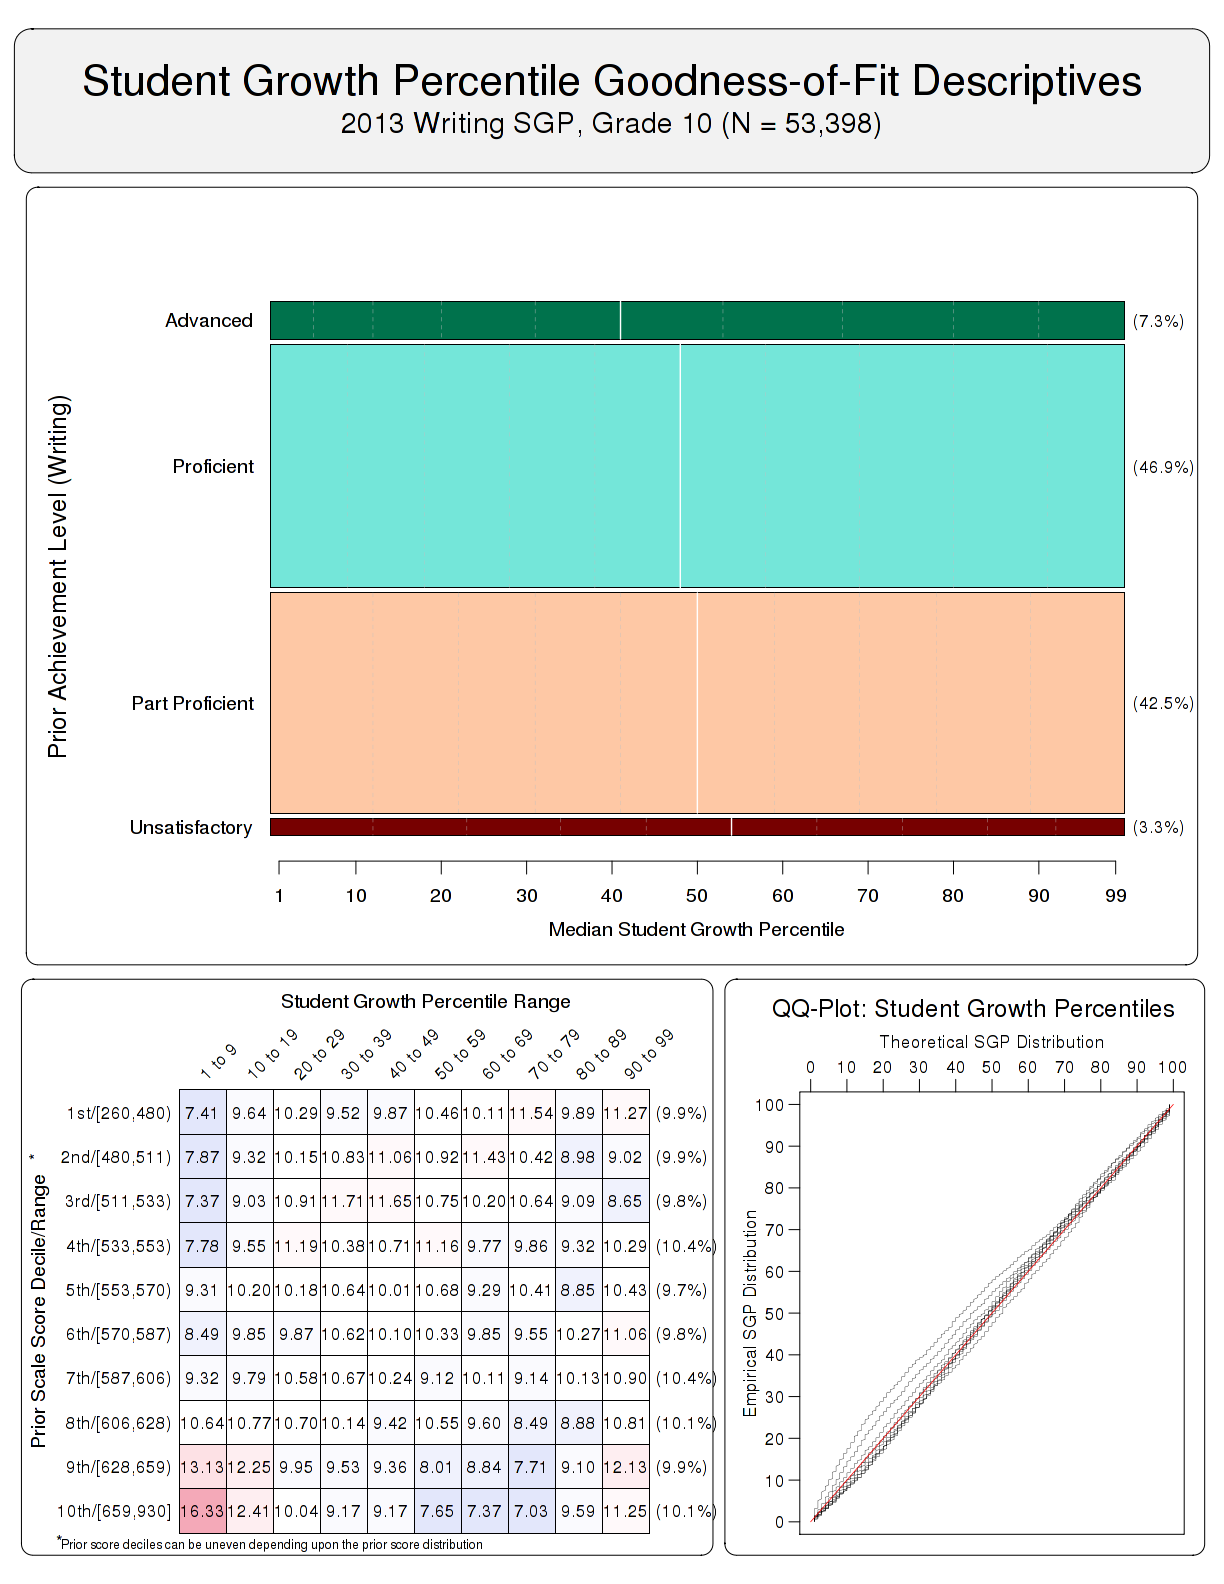 Student Growth Percentile Goodness-of-Fit Descriptives
2013 Writing SGP, Grade 10 (N = 53,398)
Prior Achievement Level (Writing)
Advanced (7.3%)
Proficient (46.9%)
Part Proficient (42.5%)
Unsatisfactory (3.3%)
1 10 20 30 40 50 60 70 80 90 99
Median Student Growth Percentile
Student Growth Percentile Range
1 to 9 10 to 19 20 to 29 30 to 39 40 to 49 50 to 59 60 to 69 70 to 79 80 to 89 90 to 99
Prior Scale Score Decile/Range *
1st/[260,480) 7.41 9.64 10.29 9.52 9.87 10.46 10.11 11.54 9.89 11.27 (9.9%)
2nd/[480,511) 7.87 9.32 10.15 10.83 11.06 10.92 11.43 10.42 8.98 9.02 (9.9%)
3rd/[511,533) 7.37 9.03 10.91 11.71 11.65 10.75 10.20 10.64 9.09 8.65 (9.8%)
4th/[533,553) 7.78 9.55 11.19 10.38 10.71 11.16 9.77 9.86 9.32 10.29 (10.4%)
5th/[553,570) 9.31 10.20 10.18 10.64 10.01 10.68 9.29 10.41 8.85 10.43 (9.7%)
6th/[570,587) 8.49 9.85 9.87 10.62 10.10 10.33 9.85 9.55 10.27 11.06 (9.8%)
7th/[587,606) 9.32 9.79 10.58 10.67 10.24 9.12 10.11 9.14 10.13 10.90 (10.4%)
8th/[606,628) 10.64 10.77 10.70 10.14 9.42 10.55 9.60 8.49 8.88 10.81 (10.1%)
9th/[628,659) 13.13 12.25 9.95 9.53 9.36 8.01 8.84 7.71 9.10 12.13 (9.9%)
10th/[659,930] 16.33 12.41 10.04 9.17 9.17 7.65 7.37 7.03 9.59 11.25 (10.1%)
*Prior score deciles can be uneven depending upon the prior score distribution
QQ-Plot: Student Growth Percentiles
Theoretical SGP Distribution
0 10 20 30 40 50 60 70 80 90 100
Empirical SGP Distribution
100
90
80
70
60
50
40
30
20
10
0